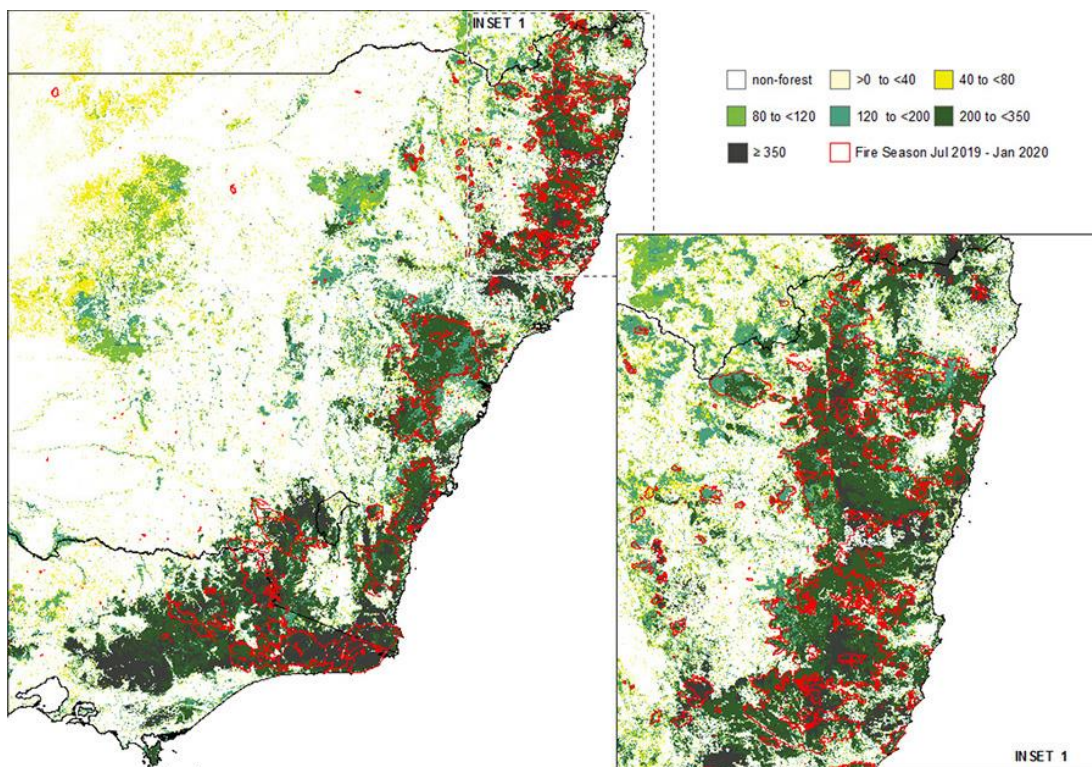 INSET 1
non-forest >0 to <40 40 to <80
80 to <120 120 to <200 200 to <350
≥ 350 Fire Season Jul 2019 - Jan 2020
INSET 1